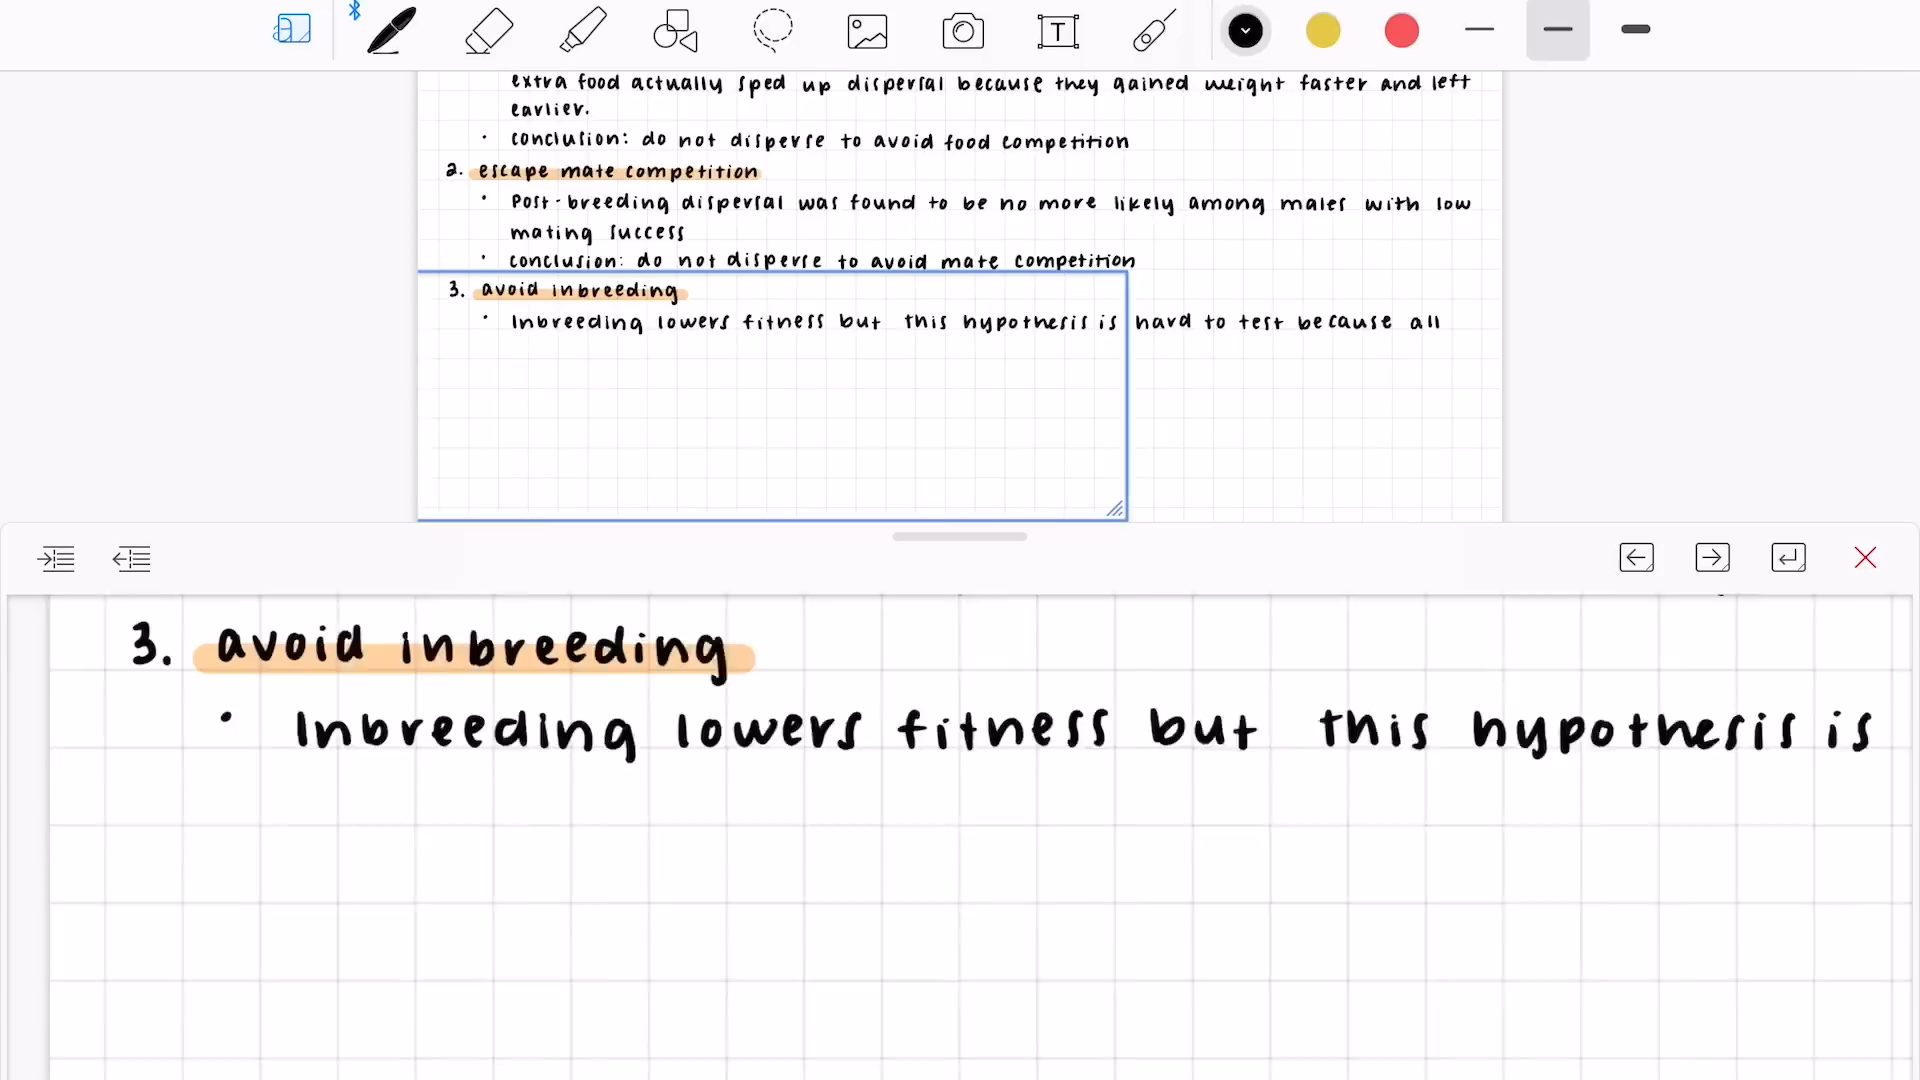 T
extra food actually sped up dispersal because they gained weight faster and left
earlier.
· conclusion: do not disperse to avoid food competition
2. escape mate competition
· Post-breeding dispersal was found to be no more likely among males with low
mating success
· conclusion: do not disperse to avoid mate competition
3. avoid inbreeding
· Inbreeding lowers fitness but this hypothesis is hard to test because all
3. avoid inbreeding
· Inbreeding lowers fitness but this hypothesis is